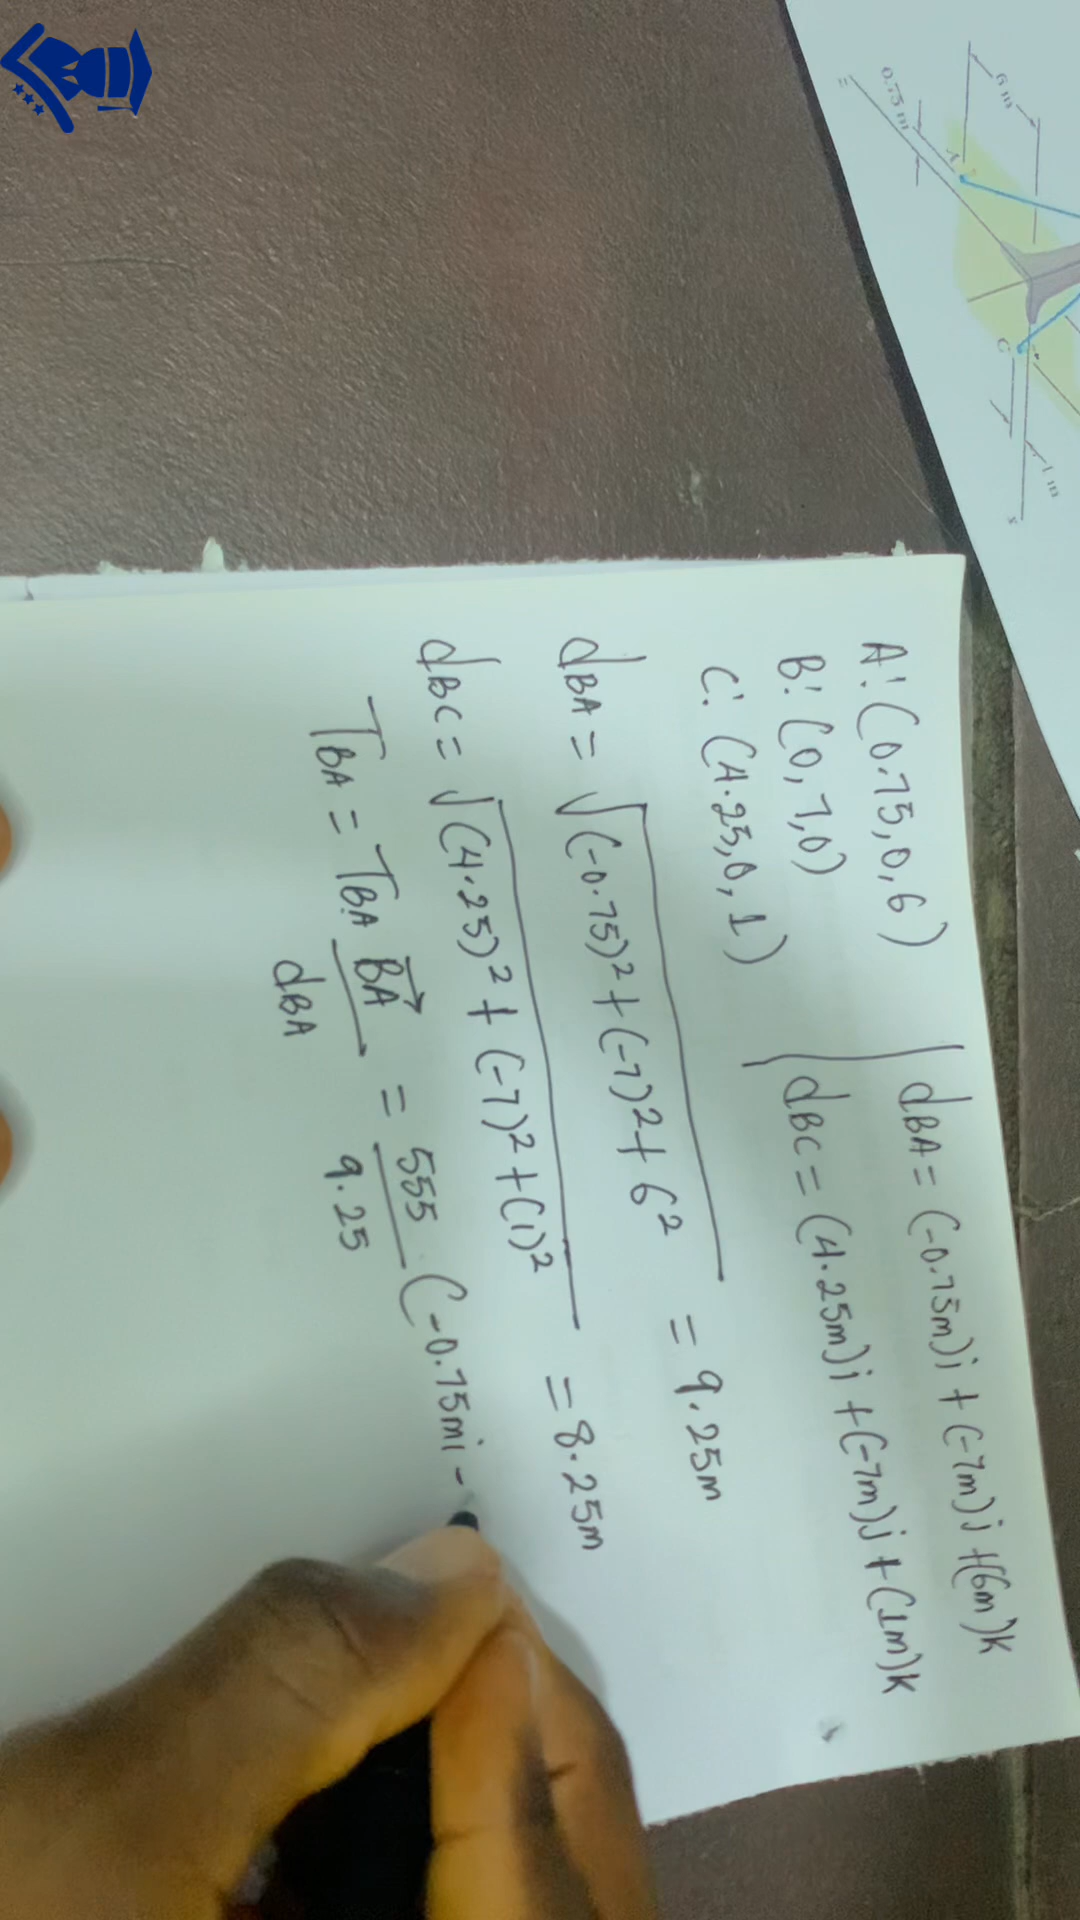 6 m
0.75 m
z
A
C
1 m
x
A: (0.75, 0, 6)
B: (0, 7, 0)
C: (4.25, 0, 1)
dBA = (-0.75m)i + (-7m)j + (6m)k
dBC = (4.25m)i + (-7m)j + (1m)k
dBA = √(-0.75)² + (-7)² + 6² = 9.25m
dBC = √(4.25)² + (-7)² + (1)² = 8.25m
TBA = TBA BA/dBA = 555/9.25 (-0.75mi -